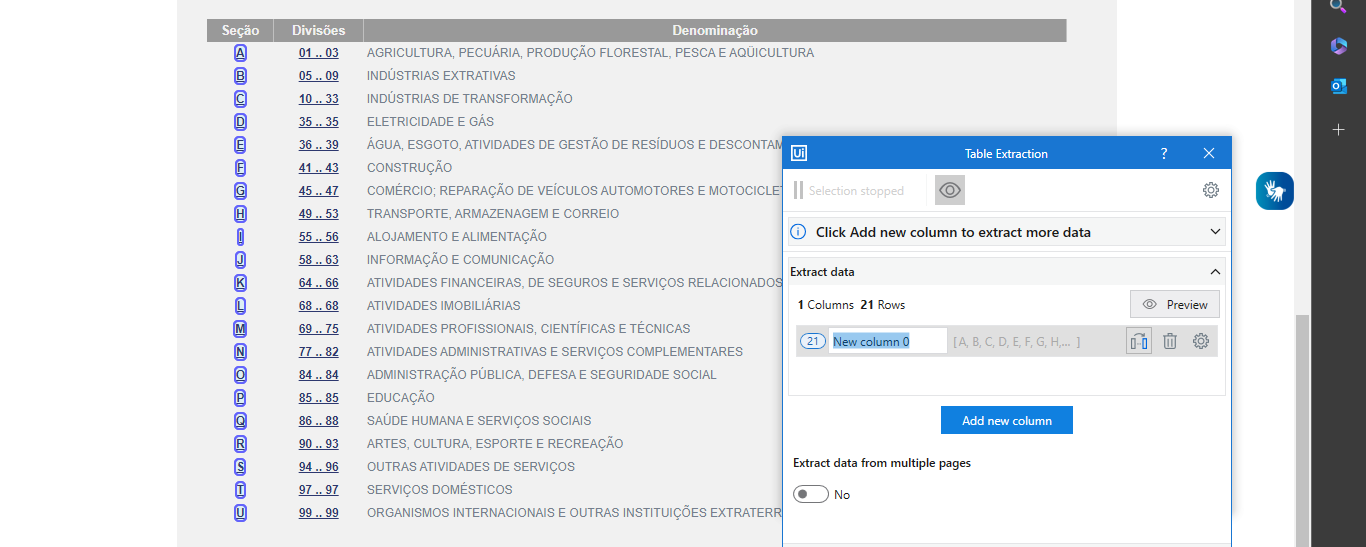 Seção Divisões Denominação
A 01 .. 03 AGRICULTURA, PECUÁRIA, PRODUÇÃO FLORESTAL, PESCA E AQÜICULTURA
B 05 .. 09 INDÚSTRIAS EXTRATIVAS
C 10 .. 33 INDÚSTRIAS DE TRANSFORMAÇÃO
D 35 .. 35 ELETRICIDADE E GÁS
E 36 .. 39 ÁGUA, ESGOTO, ATIVIDADES DE GESTÃO DE RESÍDUOS E DESCONTAM
F 41 .. 43 CONSTRUÇÃO
G 45 .. 47 COMÉRCIO; REPARAÇÃO DE VEÍCULOS AUTOMOTORES E MOTOCICLET
H 49 .. 53 TRANSPORTE, ARMAZENAGEM E CORREIO
I 55 .. 56 ALOJAMENTO E ALIMENTAÇÃO
J 58 .. 63 INFORMAÇÃO E COMUNICAÇÃO
K 64 .. 66 ATIVIDADES FINANCEIRAS, DE SEGUROS E SERVIÇOS RELACIONADOS
L 68 .. 68 ATIVIDADES IMOBILIÁRIAS
M 69 .. 75 ATIVIDADES PROFISSIONAIS, CIENTÍFICAS E TÉCNICAS
N 77 .. 82 ATIVIDADES ADMINISTRATIVAS E SERVIÇOS COMPLEMENTARES
O 84 .. 84 ADMINISTRAÇÃO PÚBLICA, DEFESA E SEGURIDADE SOCIAL
P 85 .. 85 EDUCAÇÃO
Q 86 .. 88 SAÚDE HUMANA E SERVIÇOS SOCIAIS
R 90 .. 93 ARTES, CULTURA, ESPORTE E RECREAÇÃO
S 94 .. 96 OUTRAS ATIVIDADES DE SERVIÇOS
T 97 .. 97 SERVIÇOS DOMÉSTICOS
U 99 .. 99 ORGANISMOS INTERNACIONAIS E OUTRAS INSTITUIÇÕES EXTRATERR
Ui Table Extraction ?
Selection stopped
Click Add new column to extract more data
Extract data
1 Columns 21 Rows Preview
21 New column 0 [ A, B, C, D, E, F, G, H,... ]
Add new column
Extract data from multiple pages
No